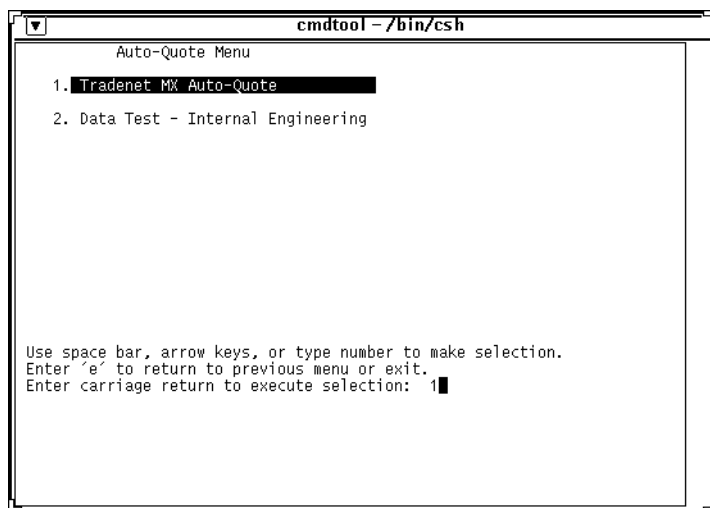 cmdtool – /bin/csh
Auto-Quote Menu
1. Tradenet MX Auto-Quote
2. Data Test - Internal Engineering
Use space bar, arrow keys, or type number to make selection.
Enter ´e´ to return to previous menu or exit.
Enter carriage return to execute selection: 1